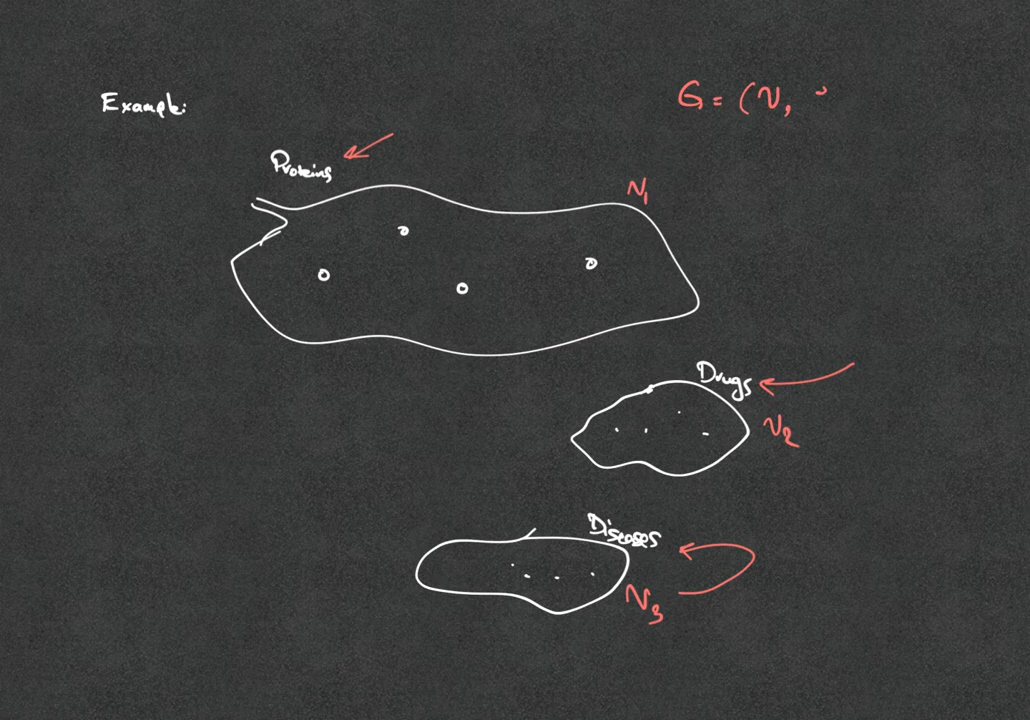 Example:
G = (V,
Proteins
V1
Drugs
V2
Diseases
V3